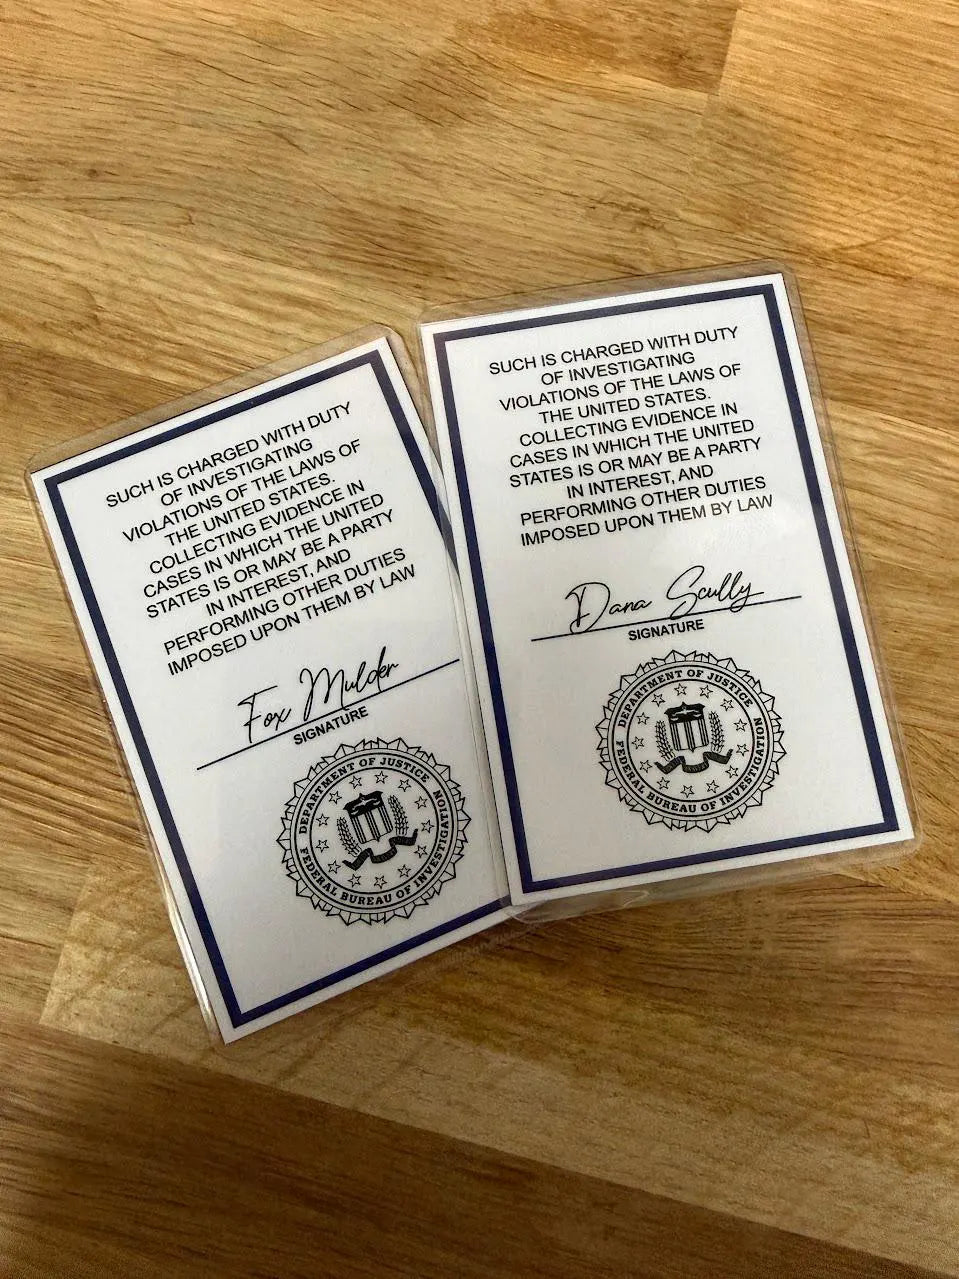 SUCH IS CHARGED WITH DUTY
OF INVESTIGATING
VIOLATIONS OF THE LAWS OF
THE UNITED STATES.
COLLECTING EVIDENCE IN
CASES IN WHICH THE UNITED
STATES IS OR MAY BE A PARTY
IN INTEREST, AND
PERFORMING OTHER DUTIES
IMPOSED UPON THEM BY LAW
Fox Mulder
SIGNATURE
DEPARTMENT OF JUSTICE
FEDERAL BUREAU OF INVESTIGATION
SUCH IS CHARGED WITH DUTY
OF INVESTIGATING
VIOLATIONS OF THE LAWS OF
THE UNITED STATES.
COLLECTING EVIDENCE IN
CASES IN WHICH THE UNITED
STATES IS OR MAY BE A PARTY
IN INTEREST, AND
PERFORMING OTHER DUTIES
IMPOSED UPON THEM BY LAW
Dana Scully
SIGNATURE
DEPARTMENT OF JUSTICE
FEDERAL BUREAU OF INVESTIGATION